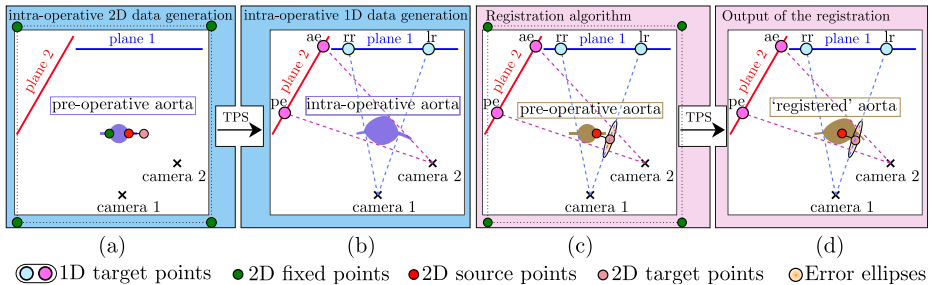 intra-operative 2D data generation
plane 1
plane 2
pre-operative aorta
camera 2
camera 1
(a)
TPS
intra-operative 1D data generation
ae rr plane 1 lr
plane 2
pe
intra-operative aorta
camera 2
camera 1
(b)
Registration algorithm
ae rr plane 1 lr
plane 2
pe
pre-operative aorta
camera 2
camera 1
(c)
TPS
Output of the registration
ae rr plane 1 lr
plane 2
pe
‘registered’ aorta
camera 2
camera 1
(d)
1D target points 2D fixed points 2D source points 2D target points Error ellipses